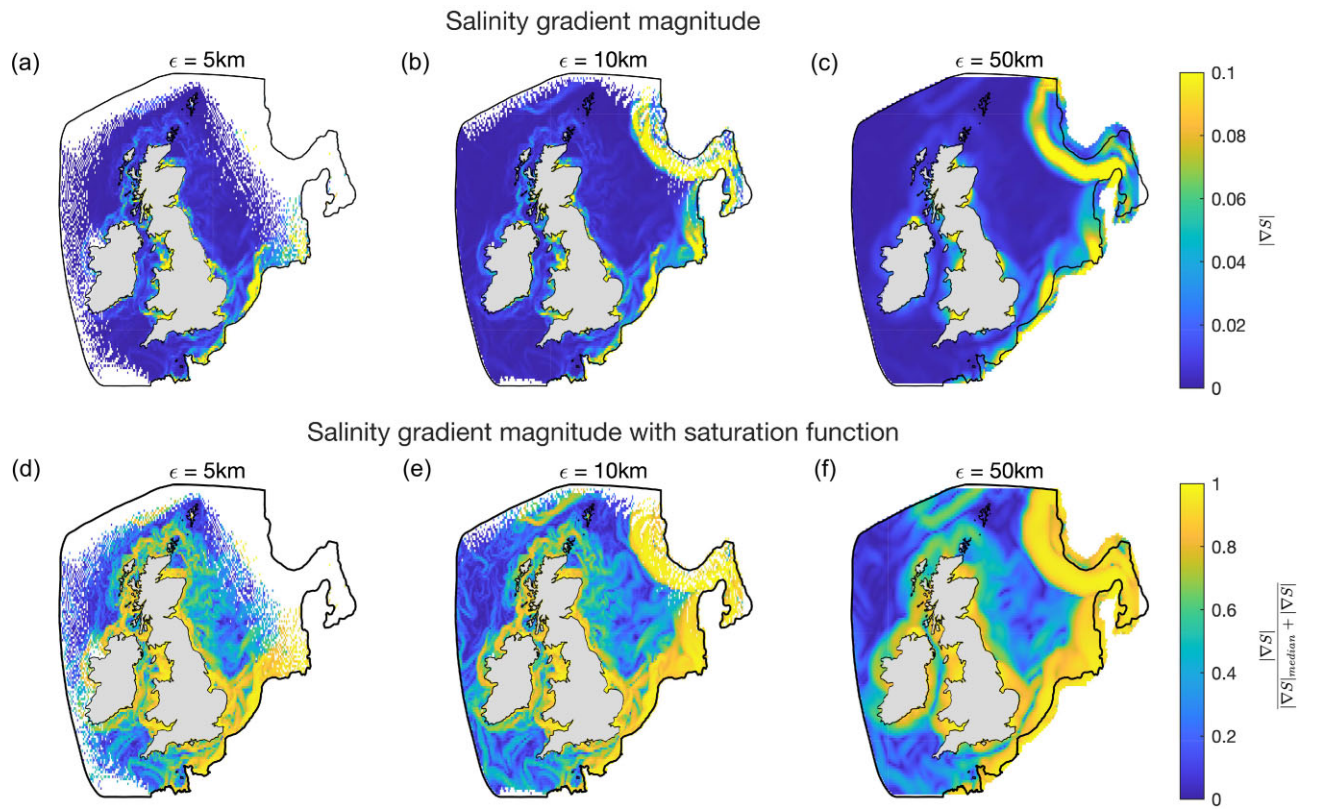 Salinity gradient magnitude
(a) ϵ = 5km
(b) ϵ = 10km
(c) ϵ = 50km
0.1
0.08
0.06
0.04
0.02
0
|∇S|
Salinity gradient magnitude with saturation function
(d) ϵ = 5km
(e) ϵ = 10km
(f) ϵ = 50km
1
0.8
0.6
0.4
0.2
0
|∇S|
|∇S|median + |∇S|